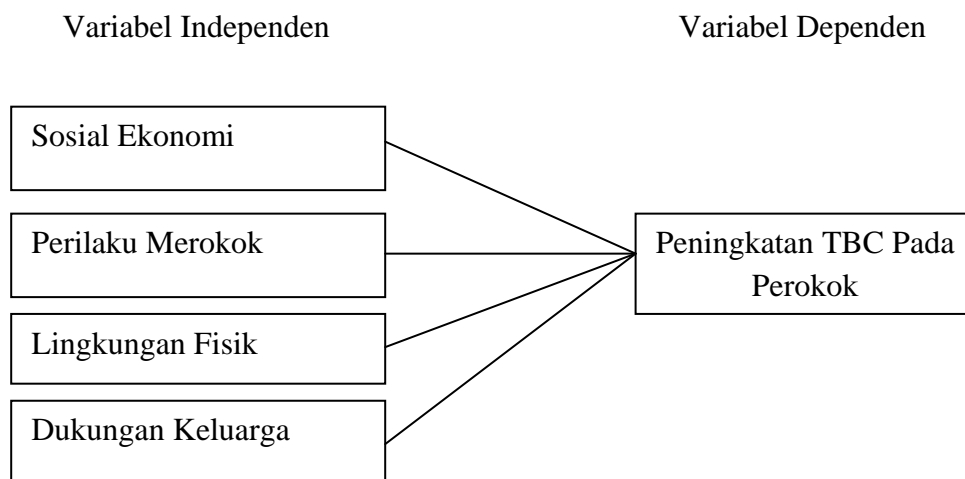 Variabel Independen
Variabel Dependen
Sosial Ekonomi
Perilaku Merokok
Lingkungan Fisik
Dukungan Keluarga
Peningkatan TBC Pada
Perokok